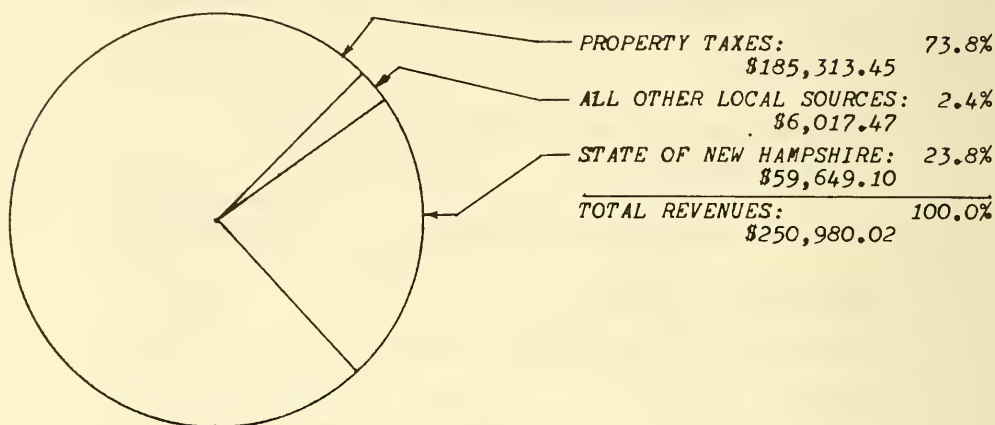 PROPERTY TAXES: 73.8%
$185,313.45
ALL OTHER LOCAL SOURCES: 2.4%
$6,017.47
STATE OF NEW HAMPSHIRE: 23.8%
$59,649.10
TOTAL REVENUES: 100.0%
$250,980.02